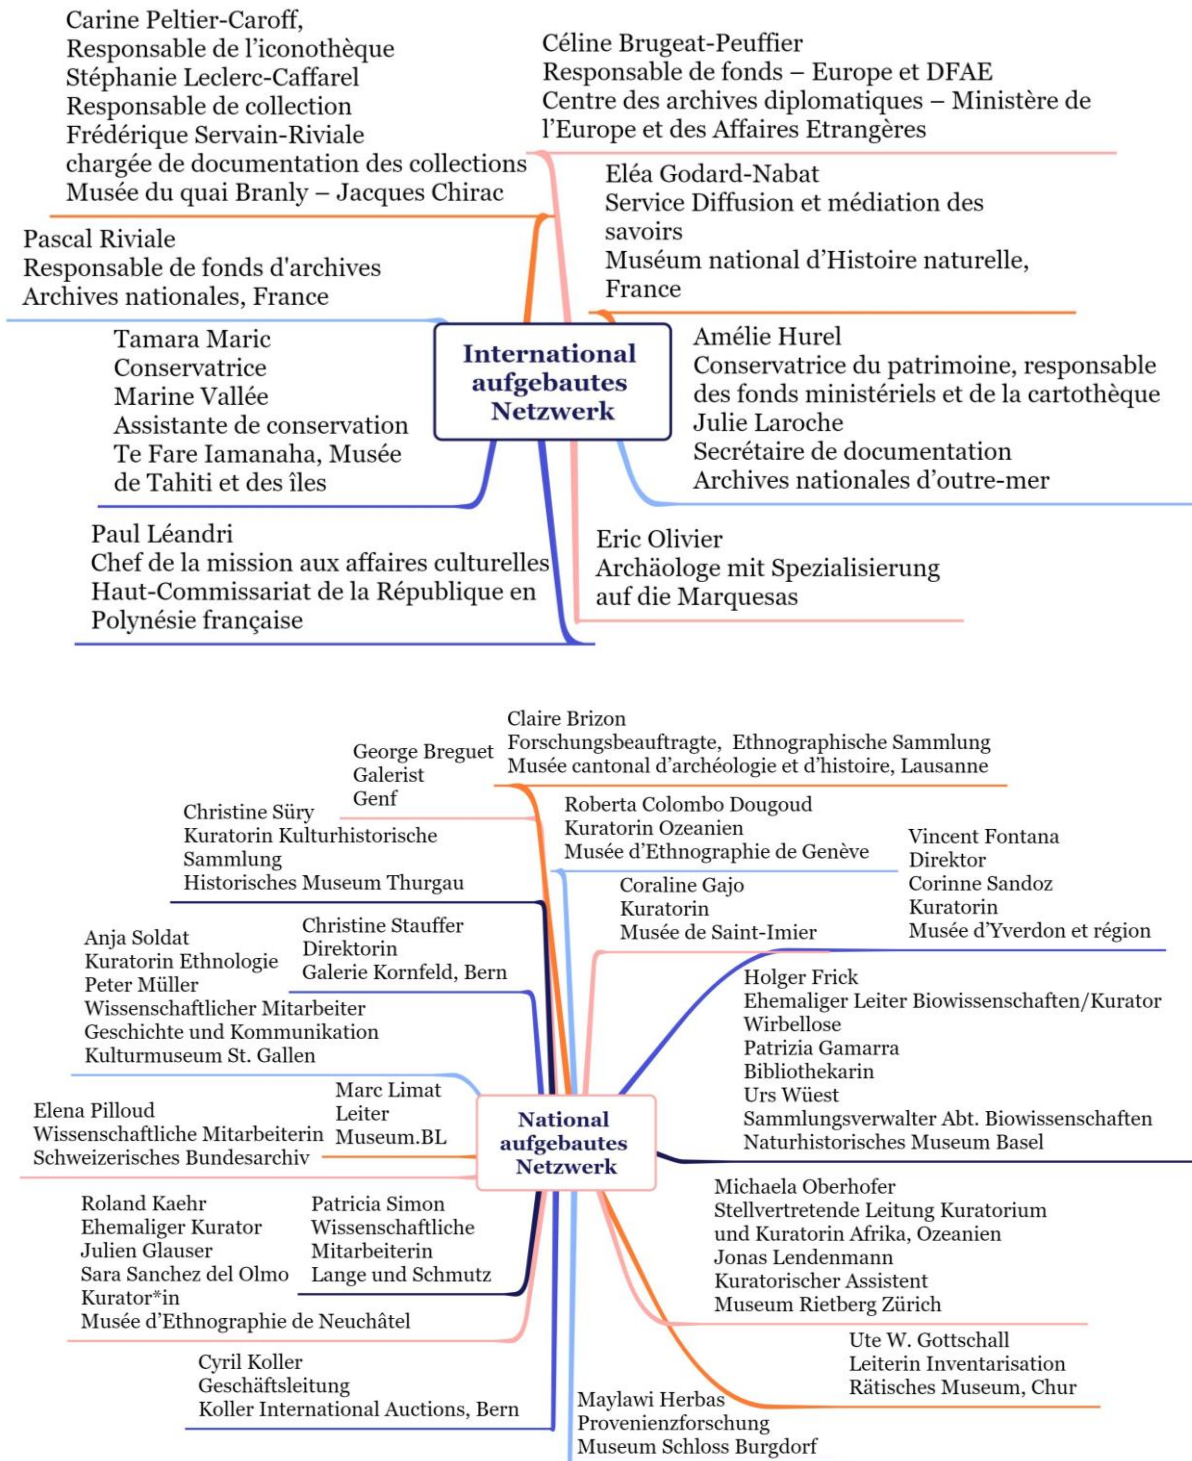 Carine Peltier-Caroff,
Responsable de l'iconothèque
Stéphanie Leclerc-Caffarel
Responsable de collection
Frédérique Servain-Riviale
chargée de documentation des collections
Musée du quai Branly – Jacques Chirac
Céline Brugeat-Peuffier
Responsable de fonds – Europe et DFAE
Centre des archives diplomatiques – Ministère de
l'Europe et des Affaires Etrangères
Eléa Godard-Nabat
Service Diffusion et médiation des
savoirs
Muséum national d'Histoire naturelle,
France
Pascal Riviale
Responsable de fonds d'archives
Archives nationales, France
Tamara Maric
Conservatrice
Marine Vallée
Assistante de conservation
Te Fare Iamanaha, Musée
de Tahiti et des îles
International
aufgebautes
Netzwerk
Amélie Hurel
Conservatrice du patrimoine, responsable
des fonds ministériels et de la cartothèque
Julie Laroche
Secrétaire de documentation
Archives nationales d'outre-mer
Paul Léandri
Chef de la mission aux affaires culturelles
Haut-Commissariat de la République en
Polynésie française
Eric Olivier
Archäologe mit Spezialisierung
auf die Marquesas
Claire Brizon
Forschungsbeauftragte, Ethnographische Sammlung
Musée cantonal d'archéologie et d'histoire, Lausanne
George Breguet
Galerist
Genf
Roberta Colombo Dougoud
Kuratorin Ozeanien
Musée d'Ethnographie de Genève
Christine Süry
Kuratorin Kulturhistorische
Sammlung
Historisches Museum Thurgau
Vincent Fontana
Direktor
Corinne Sandoz
Kuratorin
Musée d'Yverdon et région
Coraline Gajo
Kuratorin
Musée de Saint-Imier
Christine Stauffer
Direktorin
Galerie Kornfeld, Bern
Anja Soldat
Kuratorin Ethnologie
Peter Müller
Wissenschaftlicher Mitarbeiter
Geschichte und Kommunikation
Kulturmuseum St. Gallen
Holger Frick
Ehemaliger Leiter Biowissenschaften/Kurator
Wirbellose
Patrizia Gamarra
Bibliothekarin
Urs Wüest
Sammlungsverwalter Abt. Biowissenschaften
Naturhistorisches Museum Basel
Marc Limat
Leiter
Museum.BL
Elena Pilloud
Wissenschaftliche Mitarbeiterin
Schweizerisches Bundesarchiv
National
aufgebautes
Netzwerk
Roland Kaehr
Ehemaliger Kurator
Julien Glauser
Sara Sanchez del Olmo
Kurator*in
Musée d'Ethnographie de Neuchâtel
Patricia Simon
Wissenschaftliche
Mitarbeiterin
Lange und Schmutz
Michaela Oberhofer
Stellvertretende Leitung Kuratorium
und Kuratorin Afrika, Ozeanien
Jonas Lendenmann
Kuratorischer Assistent
Museum Rietberg Zürich
Ute W. Gottschall
Leiterin Inventarisation
Rätisches Museum, Chur
Cyril Koller
Geschäftsleitung
Koller International Auctions, Bern
Maylawi Herbas
Provenienzforschung
Museum Schloss Burgdorf